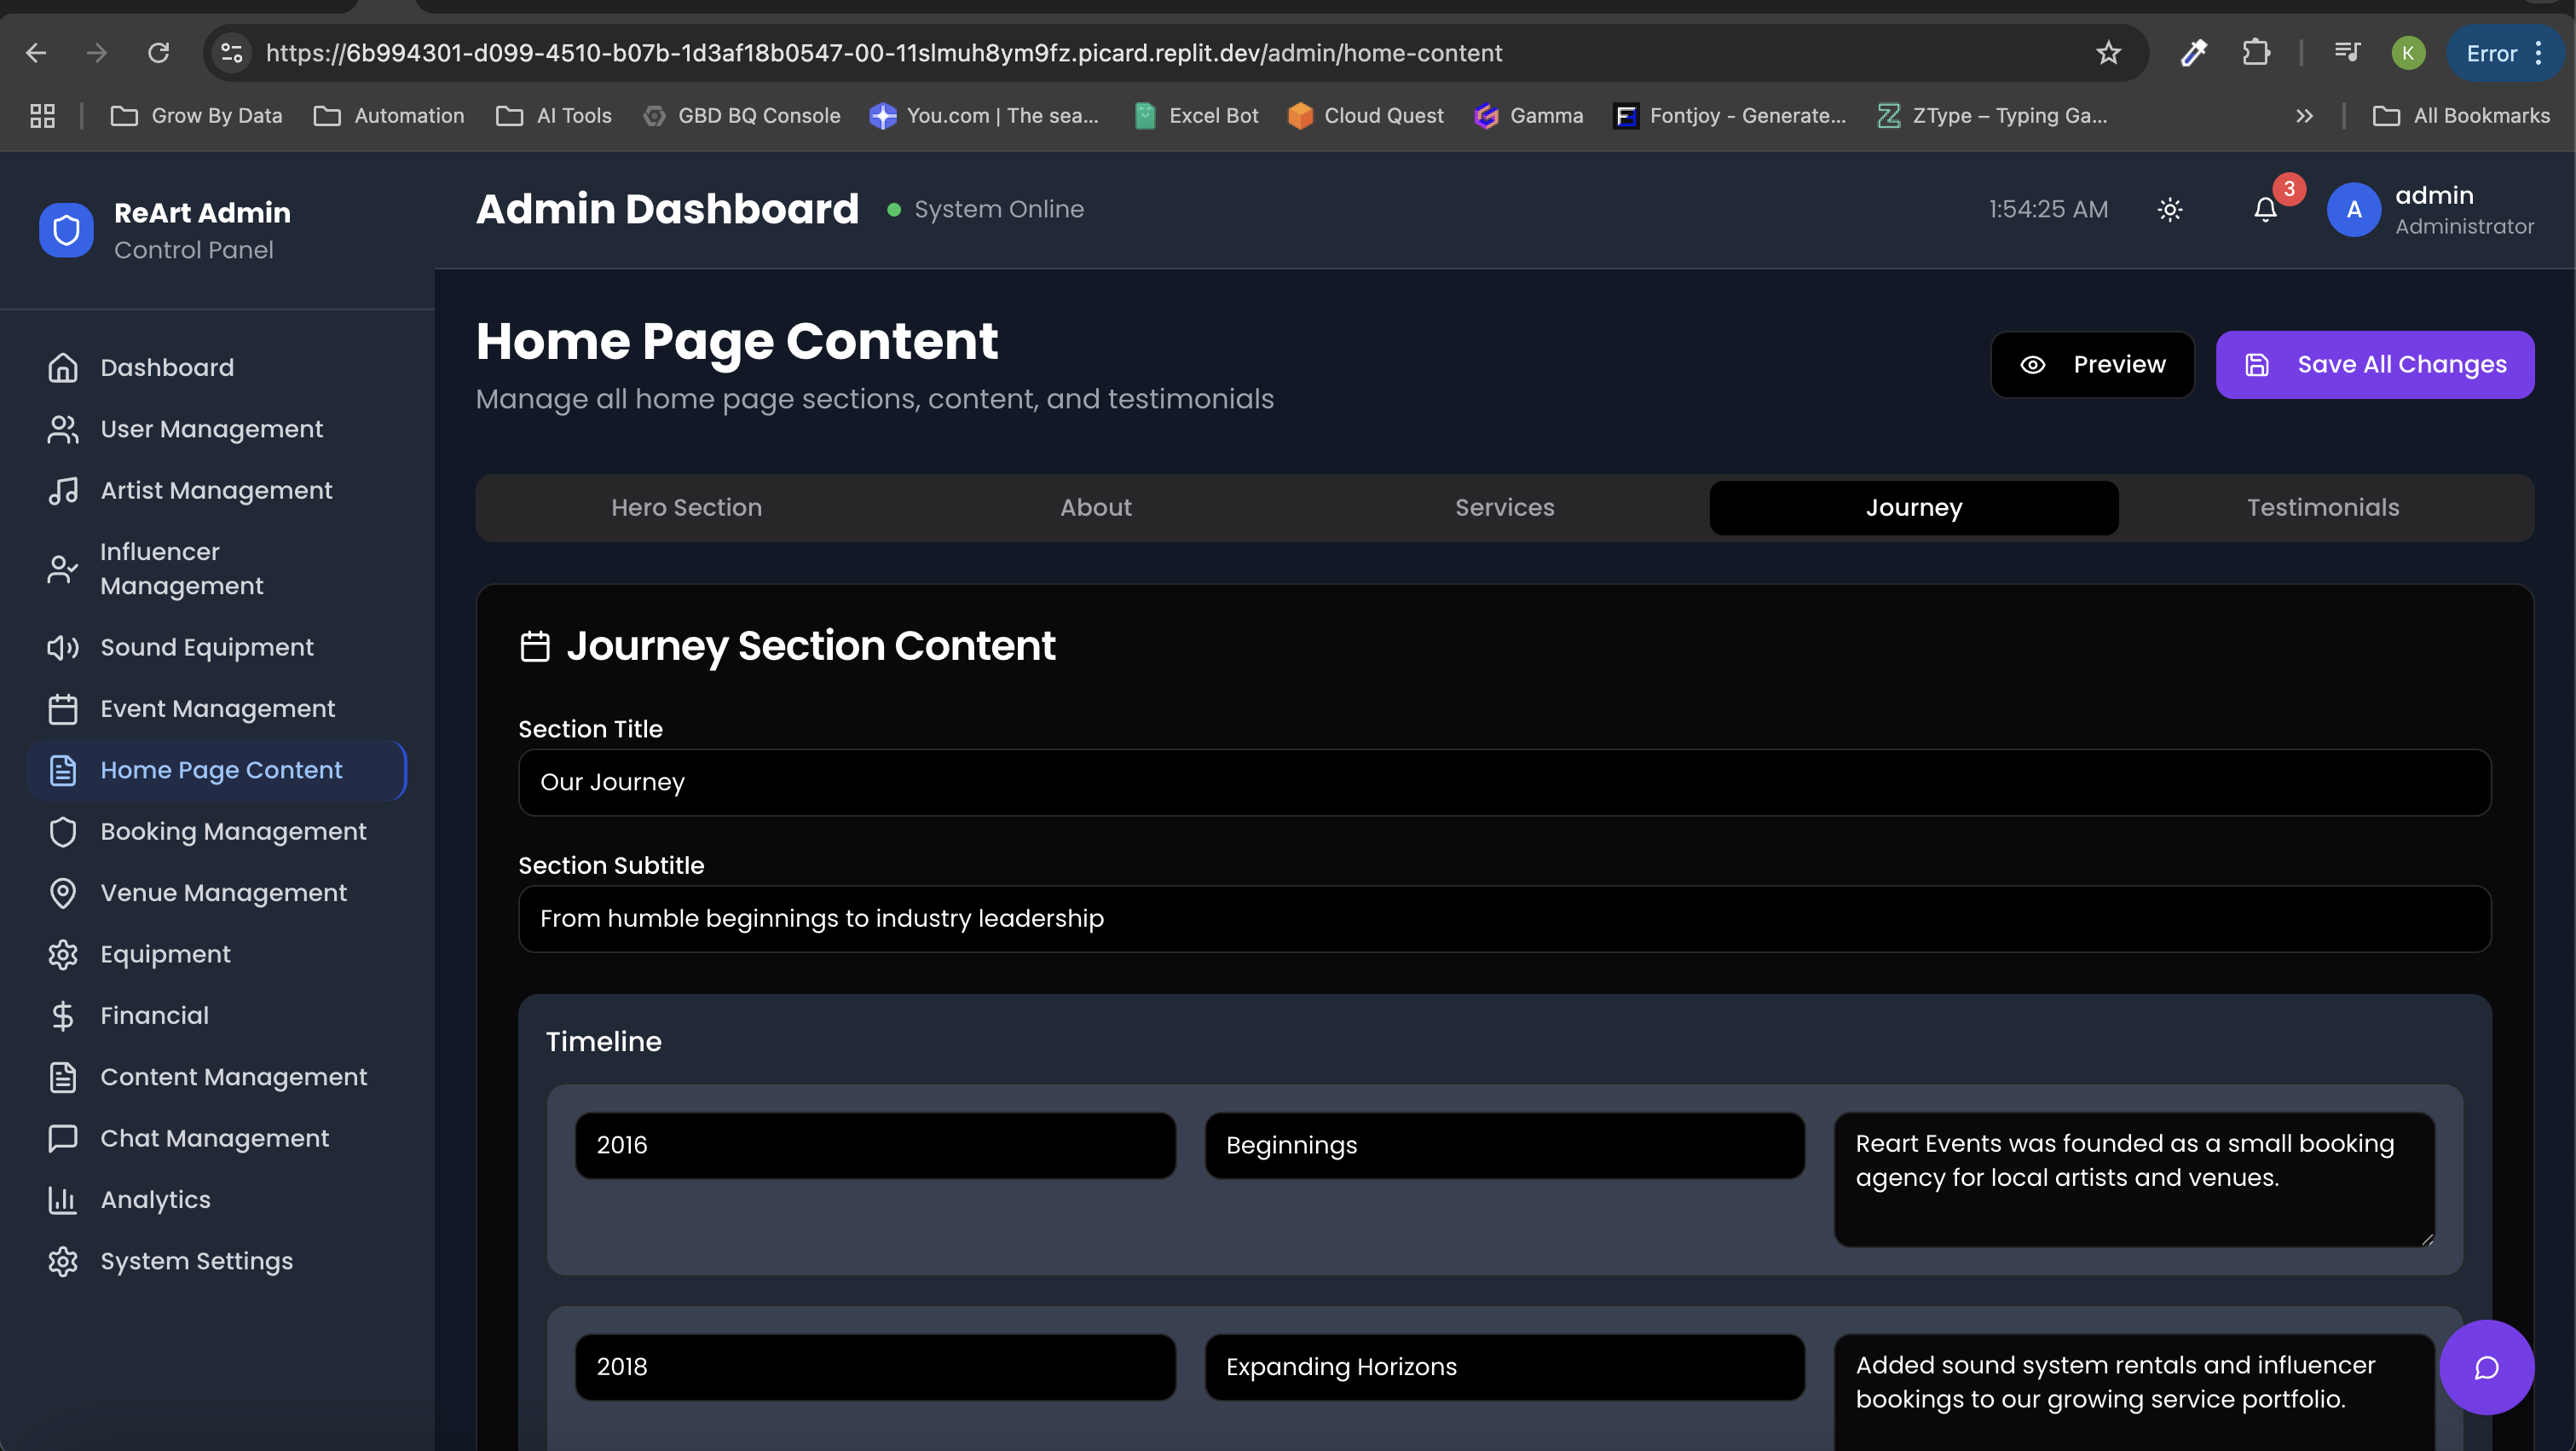 https://6b994301-d099-4510-b07b-1d3af18b0547-00-11slmuh8ym9fz.picard.replit.dev/admin/home-content
K
Error
Grow By Data
Automation
AI Tools
GBD BQ Console
You.com | The sea...
Excel Bot
Cloud Quest
Gamma
Fontjoy - Generate...
ZType – Typing Ga...
All Bookmarks
ReArt Admin
Control Panel
Admin Dashboard
System Online
1:54:25 AM
3
A
admin
Administrator
Dashboard
User Management
Artist Management
Influencer
Management
Sound Equipment
Event Management
Home Page Content
Booking Management
Venue Management
Equipment
Financial
Content Management
Chat Management
Analytics
System Settings
Home Page Content
Manage all home page sections, content, and testimonials
Preview
Save All Changes
Hero Section
About
Services
Journey
Testimonials
Journey Section Content
Section Title
Our Journey
Section Subtitle
From humble beginnings to industry leadership
Timeline
2016
Beginnings
Reart Events was founded as a small booking
agency for local artists and venues.
2018
Expanding Horizons
Added sound system rentals and influencer
bookings to our growing service portfolio.